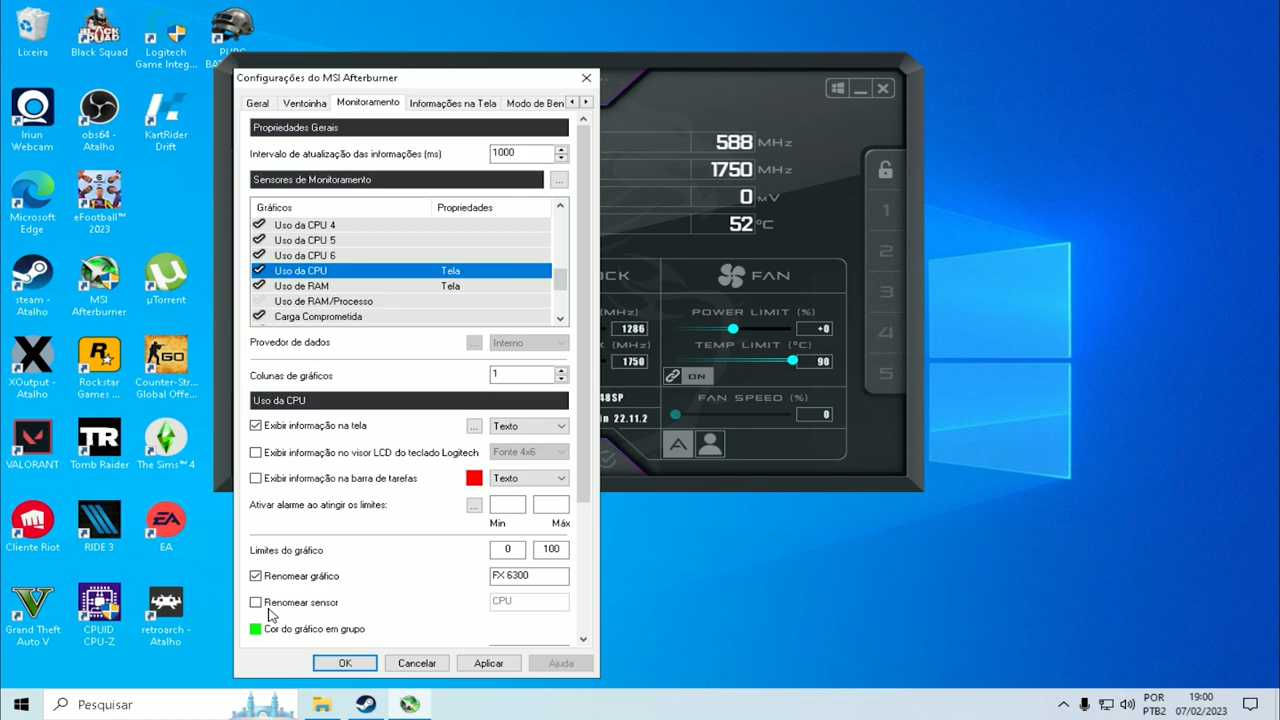 Lixeira
Black Squad
Logitech
Game Integ...
Iriun
Webcam
obs64 -
Atalho
KartRider
Drift
Microsoft
Edge
eFootball™
2023
steam -
Atalho
MSI
Afterburner
µTorrent
XOutput -
Atalho
Rockstar
Games ...
Counter-Str...
Global Offe...
VALORANT
Tomb Raider
The Sims™ 4
Cliente Riot
RIDE 3
EA
Grand Theft
Auto V
CPUID
CPU-Z
retroarch -
Atalho
Configurações do MSI Afterburner
Geral
Ventoinha
Monitoramento
Informações na Tela
Modo de Ben
Propriedades Gerais
Intervalo de atualização das informações (ms)
1000
Sensores de Monitoramento
...
Gráficos
Propriedades
Uso da CPU 4
Uso da CPU 5
Uso da CPU 6
Uso da CPU
Tela
Uso de RAM
Tela
Uso de RAM/Processo
Carga Comprometida
Provedor de dados
...
Interno
Colunas de gráficos
1
Uso da CPU
Exibir informação na tela
...
Texto
Exibir informação no visor LCD do teclado Logitech
Fonte 4x6
Exibir informação na barra de tarefas
Texto
Ativar alarme ao atingir os limites:
...
Min
Máx
Limites do gráfico
0
100
Renomear gráfico
FX 6300
Renomear sensor
CPU
Cor do gráfico em grupo
OK
Cancelar
Aplicar
Ajuda
588 MHz
1750 MHz
0 mV
52 °C
1
2
3
4
5
OCK
FAN
(MHz)
1286
(MHz)
1750
POWER LIMIT (%)
+0
TEMP LIMIT (°C)
90
ON
FAN SPEED (%)
0
48SP
in 22.11.2
A
Pesquisar
POR
PTB2
19:00
07/02/2023